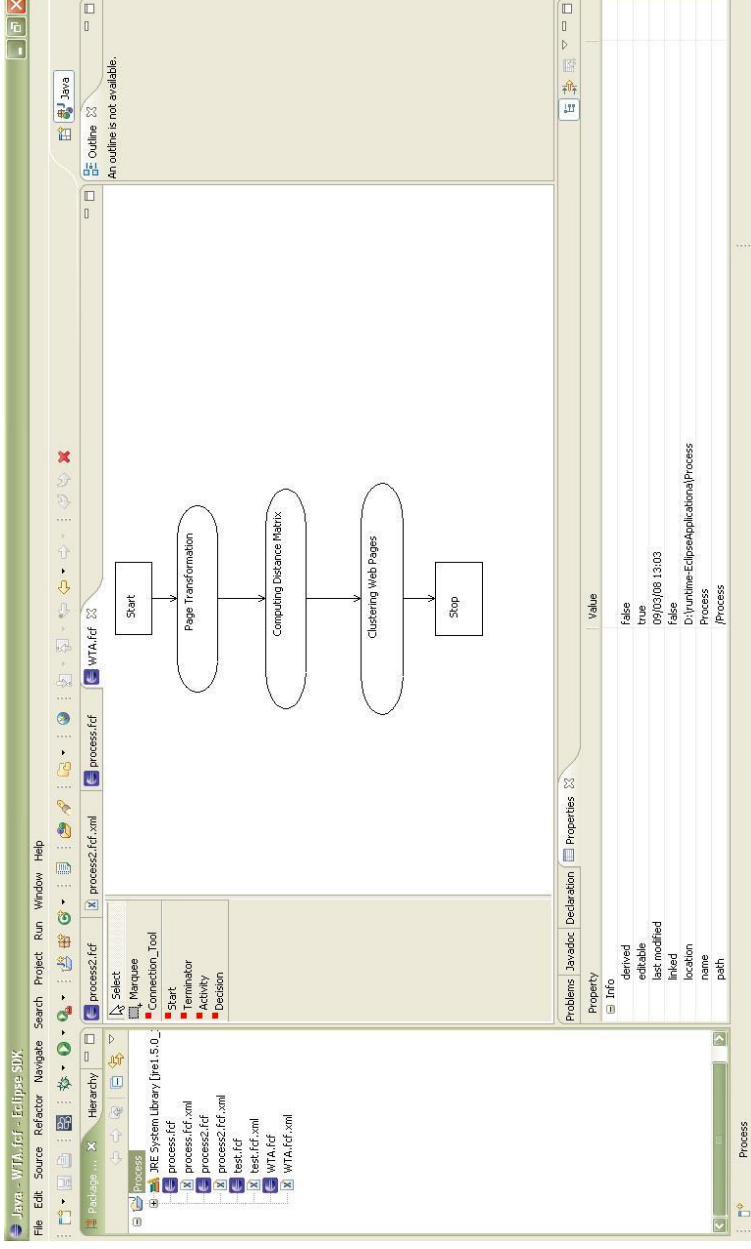 Java - WTA.fcf - Eclipse SDK
File Edit Source Refactor Navigate Search Project Run Window Help
Java
Package ... Hierarchy
Process
JRE System Library [jre1.5.0_
process.fcf
process.fcf.xml
process2.fcf
process2.fcf.xml
test.fcf
test.fcf.xml
WTA.fcf
WTA.fcf.xml
process2.fcf process2.fcf.xml process.fcf WTA.fcf
Select
Marquee
Connection_Tool
Start
Terminator
Activity
Decision
Start
Page Transformation
Computing Distance Matrix
Clustering Web Pages
Stop
Outline
An outline is not available.
Problems Javadoc Declaration Properties
Property Value
Info
derived false
editable true
last modified 09/03/08 13:03
linked false
location D:\runtime-EclipseApplicationa\Process
name Process
path /Process
Process